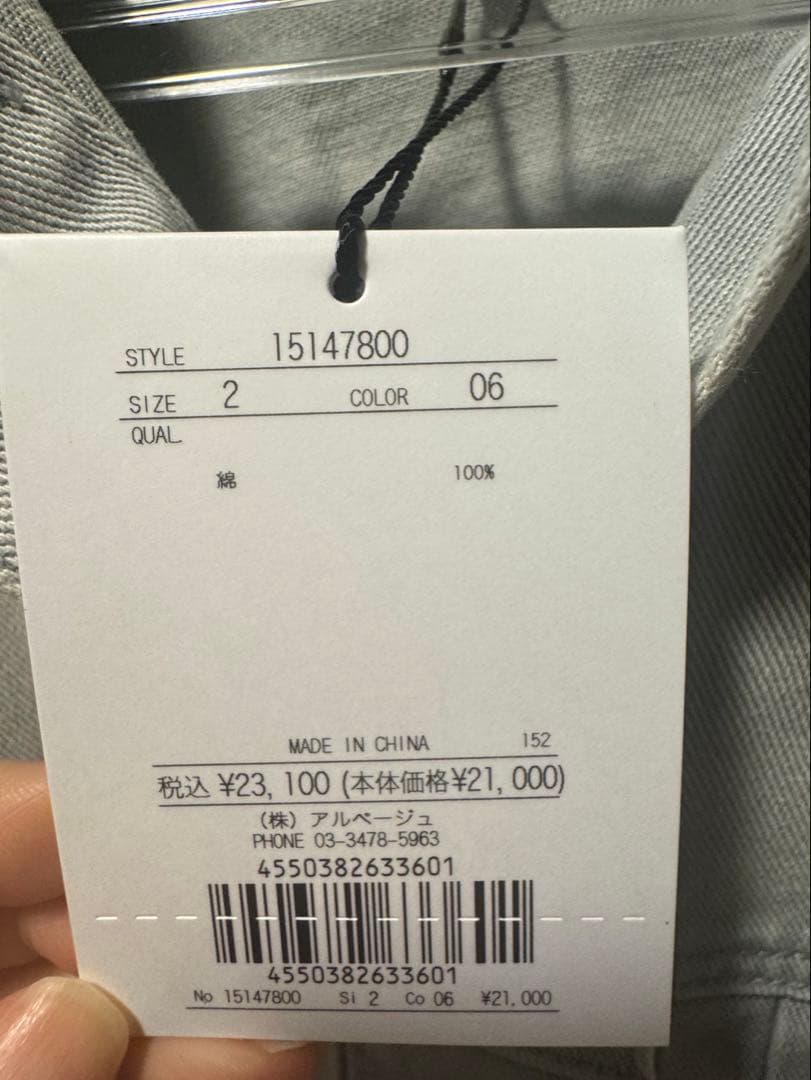 STYLE 15147800
SIZE 2 COLOR 06
QUAL.
綿 100%
MADE IN CHINA 152
税込 ¥23,100 (本体価格¥21,000)
(株) アルページュ
PHONE 03-3478-5963
4550382633601
4550382633601
No 15147800 Si 2 Co 06 ¥21,000